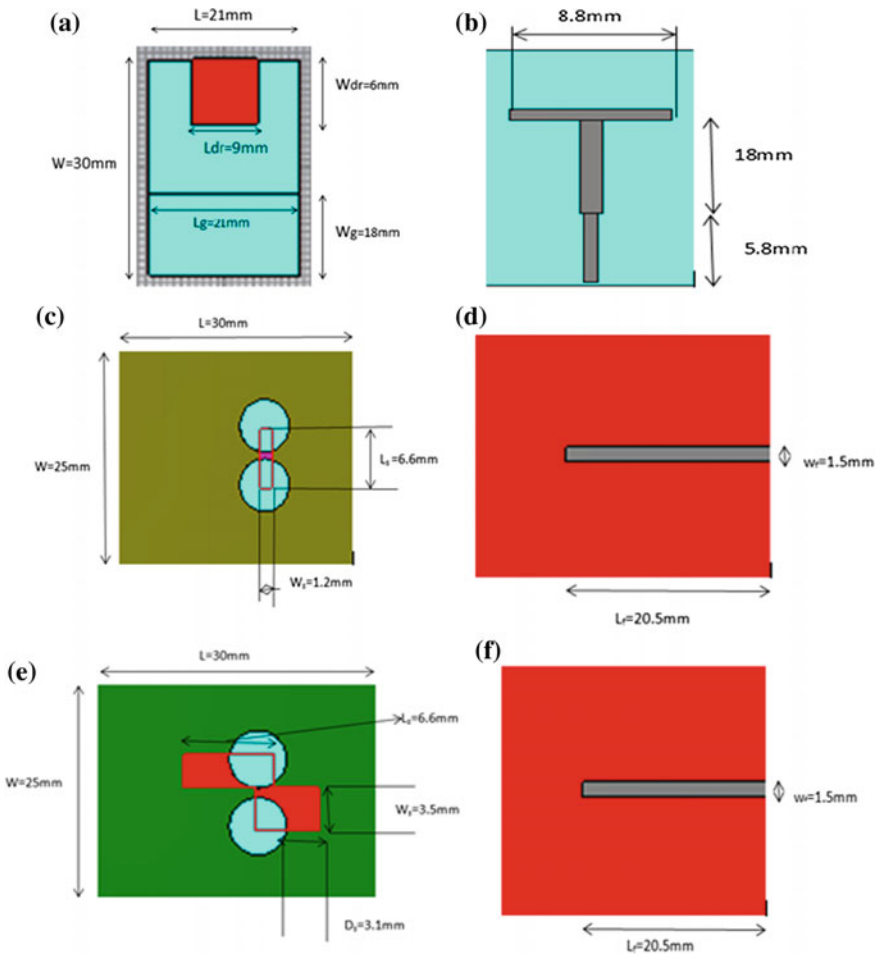 (a)
L=21mm
Wdr=6mm
Ldr=9mm
W=30mm
Lg=21mm
Wg=18mm
(b)
8.8mm
18mm
5.8mm
(c)
L=30mm
W=25mm
Ls=6.6mm
Ws=1.2mm
(d)
wf=1.5mm
Lf=20.5mm
(e)
L=30mm
Ls=6.6mm
W=25mm
Ws=3.5mm
Ds=3.1mm
(f)
wf=1.5mm
Lf=20.5mm